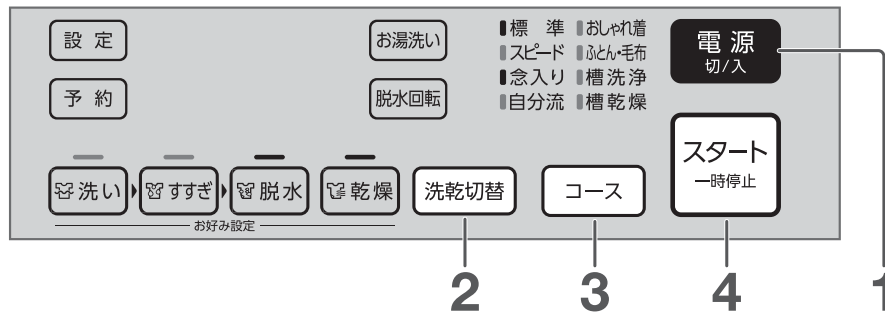 設 定
予 約
お湯洗い
脱水回転
標 準
スピード
念入り
自分流
おしゃれ着
ふとん・毛布
槽洗浄
槽乾燥
電 源
切/入
スタート
一時停止
洗い
すすぎ
脱水
乾燥
お好み設定
洗乾切替
コース
2
3
4
1